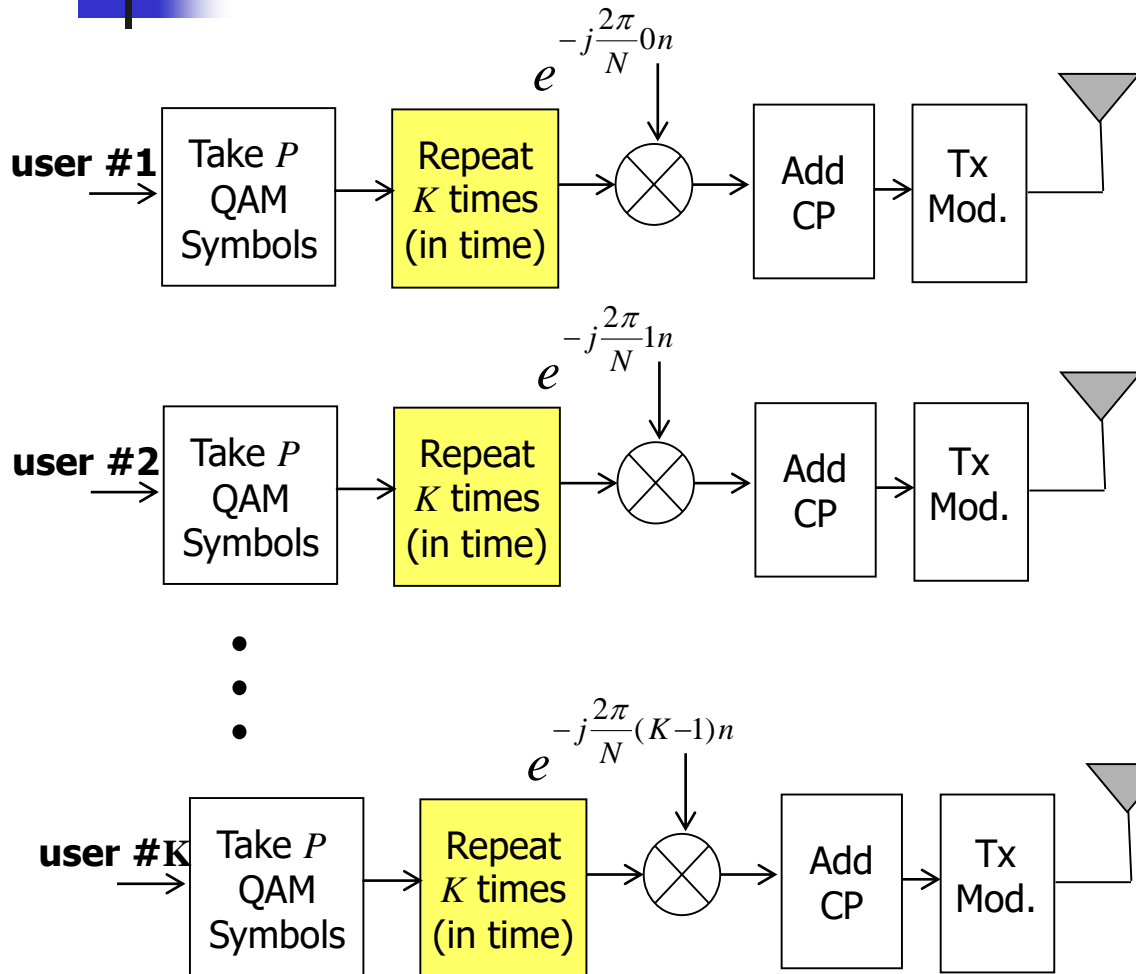 e^{-j\frac{2\pi}{N}0n}
user #1
Take P
QAM
Symbols
Repeat
K times
(in time)
Add
CP
Tx
Mod.
e^{-j\frac{2\pi}{N}1n}
user #2
Take P
QAM
Symbols
Repeat
K times
(in time)
Add
CP
Tx
Mod.
e^{-j\frac{2\pi}{N}(K-1)n}
user #K
Take P
QAM
Symbols
Repeat
K times
(in time)
Add
CP
Tx
Mod.